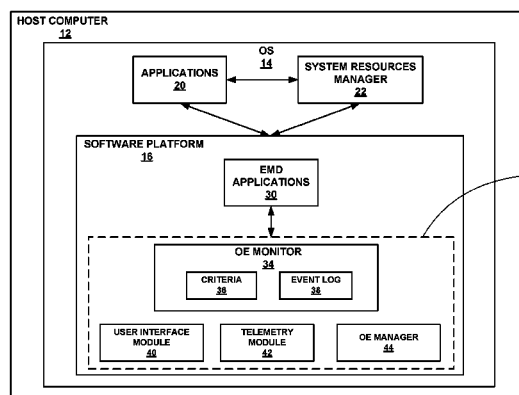 HOST COMPUTER
12
OS
14
APPLICATIONS
20
SYSTEM RESOURCES
MANAGER
22
SOFTWARE PLATFORM
16
EMD
APPLICATIONS
30
OE MONITOR
34
CRITERIA
36
EVENT LOG
38
USER INTERFACE
MODULE
40
TELEMETRY
MODULE
42
OE MANAGER
44